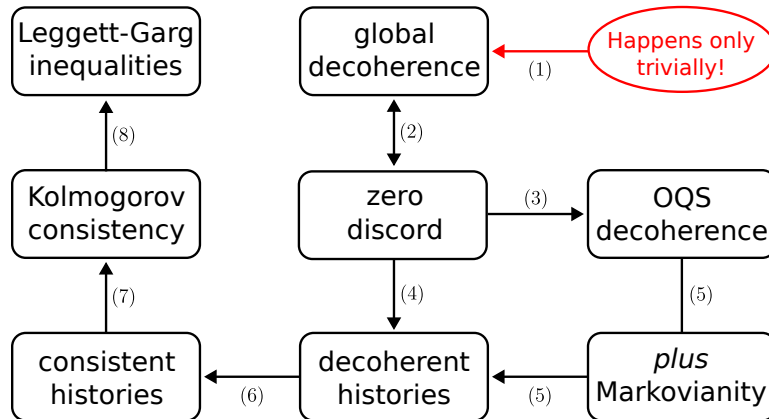 Leggett-Garg
inequalities
global
decoherence
(1)
Happens only
trivially!
(8)
(2)
Kolmogorov
consistency
zero
discord
(3)
OQS
decoherence
(7)
(4)
(5)
consistent
histories
(6)
decoherent
histories
(5)
plus
Markovianity